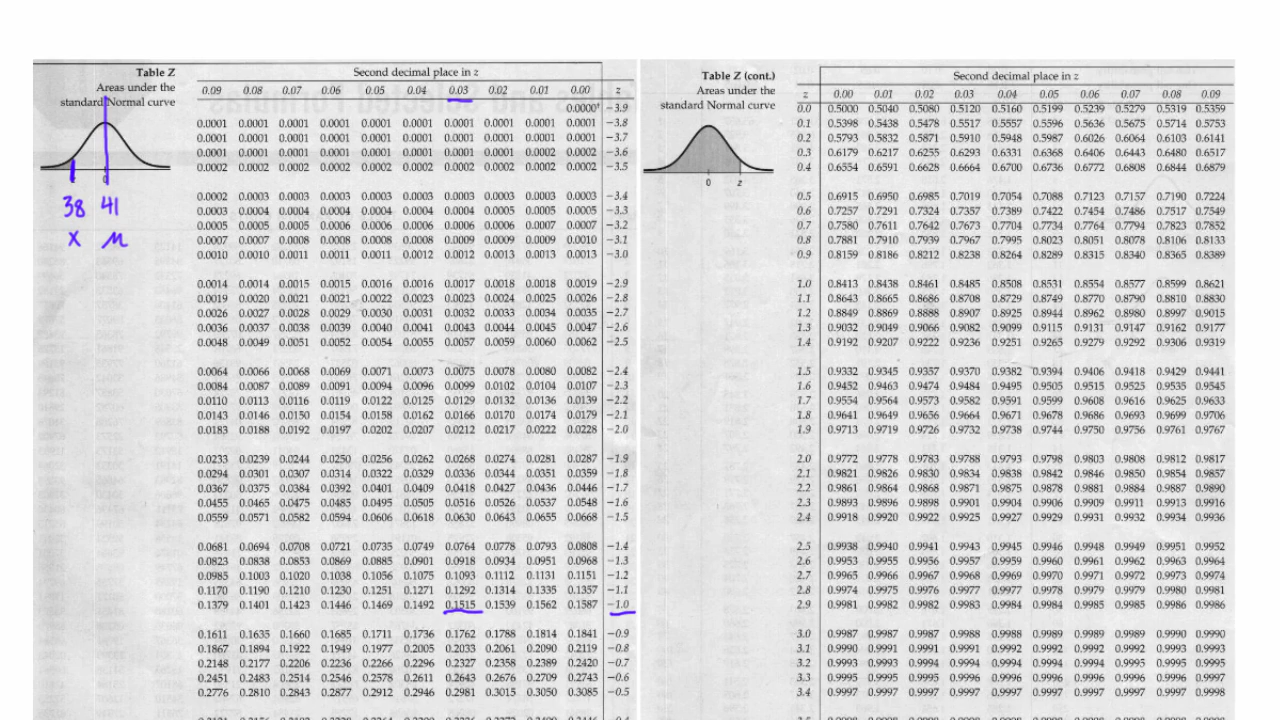 Table Z
Areas under the
standard Normal curve
0
38 41
X μ
Second decimal place in z
0.09 0.08 0.07 0.06 0.05 0.04 0.03 0.02 0.01 0.00 z
0.0000† −3.9
0.0001 0.0001 0.0001 0.0001 0.0001 0.0001 0.0001 0.0001 0.0001 0.0001 −3.8
0.0001 0.0001 0.0001 0.0001 0.0001 0.0001 0.0001 0.0001 0.0001 0.0001 −3.7
0.0001 0.0001 0.0001 0.0001 0.0001 0.0001 0.0001 0.0001 0.0002 0.0002 −3.6
0.0002 0.0002 0.0002 0.0002 0.0002 0.0002 0.0002 0.0002 0.0002 0.0002 −3.5
0.0002 0.0003 0.0003 0.0003 0.0003 0.0003 0.0003 0.0003 0.0003 0.0003 −3.4
0.0003 0.0004 0.0004 0.0004 0.0004 0.0004 0.0004 0.0005 0.0005 0.0005 −3.3
0.0005 0.0005 0.0005 0.0006 0.0006 0.0006 0.0006 0.0006 0.0007 0.0007 −3.2
0.0007 0.0007 0.0008 0.0008 0.0008 0.0008 0.0009 0.0009 0.0009 0.0010 −3.1
0.0010 0.0010 0.0011 0.0011 0.0011 0.0012 0.0012 0.0013 0.0013 0.0013 −3.0
0.0014 0.0014 0.0015 0.0015 0.0016 0.0016 0.0017 0.0018 0.0018 0.0019 −2.9
0.0019 0.0020 0.0021 0.0021 0.0022 0.0023 0.0023 0.0024 0.0025 0.0026 −2.8
0.0026 0.0027 0.0028 0.0029 0.0030 0.0031 0.0032 0.0033 0.0034 0.0035 −2.7
0.0036 0.0037 0.0038 0.0039 0.0040 0.0041 0.0043 0.0044 0.0045 0.0047 −2.6
0.0048 0.0049 0.0051 0.0052 0.0054 0.0055 0.0057 0.0059 0.0060 0.0062 −2.5
0.0064 0.0066 0.0068 0.0069 0.0071 0.0073 0.0075 0.0078 0.0080 0.0082 −2.4
0.0084 0.0087 0.0089 0.0091 0.0094 0.0096 0.0099 0.0102 0.0104 0.0107 −2.3
0.0110 0.0113 0.0116 0.0119 0.0122 0.0125 0.0129 0.0132 0.0136 0.0139 −2.2
0.0143 0.0146 0.0150 0.0154 0.0158 0.0162 0.0166 0.0170 0.0174 0.0179 −2.1
0.0183 0.0188 0.0192 0.0197 0.0202 0.0207 0.0212 0.0217 0.0222 0.0228 −2.0
0.0233 0.0239 0.0244 0.0250 0.0256 0.0262 0.0268 0.0274 0.0281 0.0287 −1.9
0.0294 0.0301 0.0307 0.0314 0.0322 0.0329 0.0336 0.0344 0.0351 0.0359 −1.8
0.0367 0.0375 0.0384 0.0392 0.0401 0.0409 0.0418 0.0427 0.0436 0.0446 −1.7
0.0455 0.0465 0.0475 0.0485 0.0495 0.0505 0.0516 0.0526 0.0537 0.0548 −1.6
0.0559 0.0571 0.0582 0.0594 0.0606 0.0618 0.0630 0.0643 0.0655 0.0668 −1.5
0.0681 0.0694 0.0708 0.0721 0.0735 0.0749 0.0764 0.0778 0.0793 0.0808 −1.4
0.0823 0.0838 0.0853 0.0869 0.0885 0.0901 0.0918 0.0934 0.0951 0.0968 −1.3
0.0985 0.1003 0.1020 0.1038 0.1056 0.1075 0.1093 0.1112 0.1131 0.1151 −1.2
0.1170 0.1190 0.1210 0.1230 0.1251 0.1271 0.1292 0.1314 0.1335 0.1357 −1.1
0.1379 0.1401 0.1423 0.1446 0.1469 0.1492 0.1515 0.1539 0.1562 0.1587 −1.0
0.1611 0.1635 0.1660 0.1685 0.1711 0.1736 0.1762 0.1788 0.1814 0.1841 −0.9
0.1867 0.1894 0.1922 0.1949 0.1977 0.2005 0.2033 0.2061 0.2090 0.2119 −0.8
0.2148 0.2177 0.2206 0.2236 0.2266 0.2296 0.2327 0.2358 0.2389 0.2420 −0.7
0.2451 0.2483 0.2514 0.2546 0.2578 0.2611 0.2643 0.2676 0.2709 0.2743 −0.6
0.2776 0.2810 0.2843 0.2877 0.2912 0.2946 0.2981 0.3015 0.3050 0.3085 −0.5
Table Z (cont.)
Areas under the
standard Normal curve
0 z
Second decimal place in z
z 0.00 0.01 0.02 0.03 0.04 0.05 0.06 0.07 0.08 0.09
0.0 0.5000 0.5040 0.5080 0.5120 0.5160 0.5199 0.5239 0.5279 0.5319 0.5359
0.1 0.5398 0.5438 0.5478 0.5517 0.5557 0.5596 0.5636 0.5675 0.5714 0.5753
0.2 0.5793 0.5832 0.5871 0.5910 0.5948 0.5987 0.6026 0.6064 0.6103 0.6141
0.3 0.6179 0.6217 0.6255 0.6293 0.6331 0.6368 0.6406 0.6443 0.6480 0.6517
0.4 0.6554 0.6591 0.6628 0.6664 0.6700 0.6736 0.6772 0.6808 0.6844 0.6879
0.5 0.6915 0.6950 0.6985 0.7019 0.7054 0.7088 0.7123 0.7157 0.7190 0.7224
0.6 0.7257 0.7291 0.7324 0.7357 0.7389 0.7422 0.7454 0.7486 0.7517 0.7549
0.7 0.7580 0.7611 0.7642 0.7673 0.7704 0.7734 0.7764 0.7794 0.7823 0.7852
0.8 0.7881 0.7910 0.7939 0.7967 0.7995 0.8023 0.8051 0.8078 0.8106 0.8133
0.9 0.8159 0.8186 0.8212 0.8238 0.8264 0.8289 0.8315 0.8340 0.8365 0.8389
1.0 0.8413 0.8438 0.8461 0.8485 0.8508 0.8531 0.8554 0.8577 0.8599 0.8621
1.1 0.8643 0.8665 0.8686 0.8708 0.8729 0.8749 0.8770 0.8790 0.8810 0.8830
1.2 0.8849 0.8869 0.8888 0.8907 0.8925 0.8944 0.8962 0.8980 0.8997 0.9015
1.3 0.9032 0.9049 0.9066 0.9082 0.9099 0.9115 0.9131 0.9147 0.9162 0.9177
1.4 0.9192 0.9207 0.9222 0.9236 0.9251 0.9265 0.9279 0.9292 0.9306 0.9319
1.5 0.9332 0.9345 0.9357 0.9370 0.9382 0.9394 0.9406 0.9418 0.9429 0.9441
1.6 0.9452 0.9463 0.9474 0.9484 0.9495 0.9505 0.9515 0.9525 0.9535 0.9545
1.7 0.9554 0.9564 0.9573 0.9582 0.9591 0.9599 0.9608 0.9616 0.9625 0.9633
1.8 0.9641 0.9649 0.9656 0.9664 0.9671 0.9678 0.9686 0.9693 0.9699 0.9706
1.9 0.9713 0.9719 0.9726 0.9732 0.9738 0.9744 0.9750 0.9756 0.9761 0.9767
2.0 0.9772 0.9778 0.9783 0.9788 0.9793 0.9798 0.9803 0.9808 0.9812 0.9817
2.1 0.9821 0.9826 0.9830 0.9834 0.9838 0.9842 0.9846 0.9850 0.9854 0.9857
2.2 0.9861 0.9864 0.9868 0.9871 0.9875 0.9878 0.9881 0.9884 0.9887 0.9890
2.3 0.9893 0.9896 0.9898 0.9901 0.9904 0.9906 0.9909 0.9911 0.9913 0.9916
2.4 0.9918 0.9920 0.9922 0.9925 0.9927 0.9929 0.9931 0.9932 0.9934 0.9936
2.5 0.9938 0.9940 0.9941 0.9943 0.9945 0.9946 0.9948 0.9949 0.9951 0.9952
2.6 0.9953 0.9955 0.9956 0.9957 0.9959 0.9960 0.9961 0.9962 0.9963 0.9964
2.7 0.9965 0.9966 0.9967 0.9968 0.9969 0.9970 0.9971 0.9972 0.9973 0.9974
2.8 0.9974 0.9975 0.9976 0.9977 0.9977 0.9978 0.9979 0.9979 0.9980 0.9981
2.9 0.9981 0.9982 0.9982 0.9983 0.9984 0.9984 0.9985 0.9985 0.9986 0.9986
3.0 0.9987 0.9987 0.9987 0.9988 0.9988 0.9989 0.9989 0.9989 0.9990 0.9990
3.1 0.9990 0.9991 0.9991 0.9991 0.9992 0.9992 0.9992 0.9992 0.9993 0.9993
3.2 0.9993 0.9993 0.9994 0.9994 0.9994 0.9994 0.9994 0.9995 0.9995 0.9995
3.3 0.9995 0.9995 0.9995 0.9996 0.9996 0.9996 0.9996 0.9996 0.9996 0.9997
3.4 0.9997 0.9997 0.9997 0.9997 0.9997 0.9997 0.9997 0.9997 0.9997 0.9998